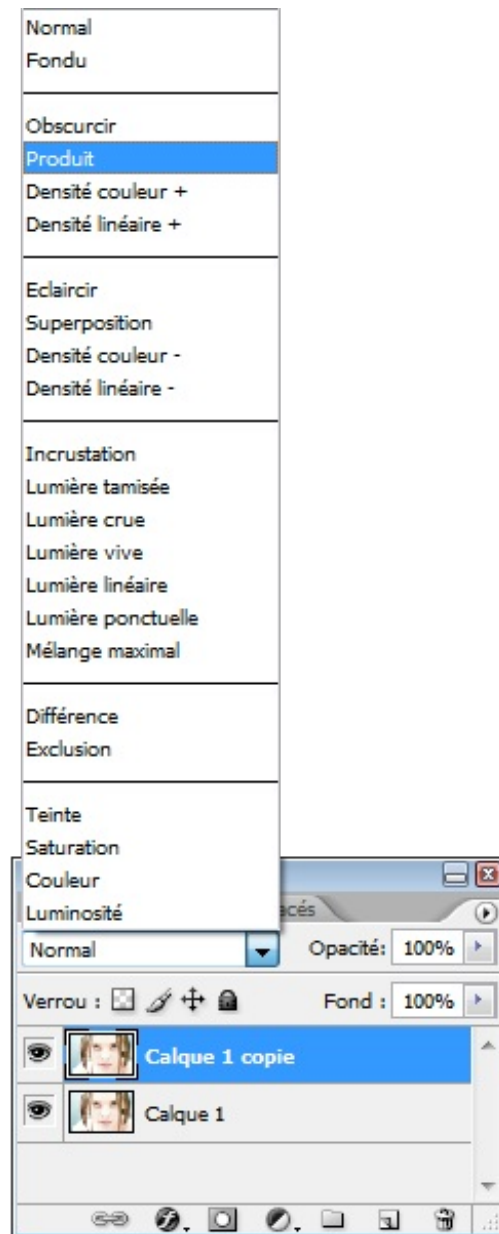 Normal
Fondu
Obscurcir
Produit
Densité couleur +
Densité linéaire +
Eclaircir
Superposition
Densité couleur -
Densité linéaire -
Incrustation
Lumière tamisée
Lumière crue
Lumière vive
Lumière linéaire
Lumière ponctuelle
Mélange maximal
Différence
Exclusion
Teinte
Saturation
Couleur
Luminosité
Normal Opacité: 100%
Verrou : Fond : 100%
Calque 1 copie
Calque 1